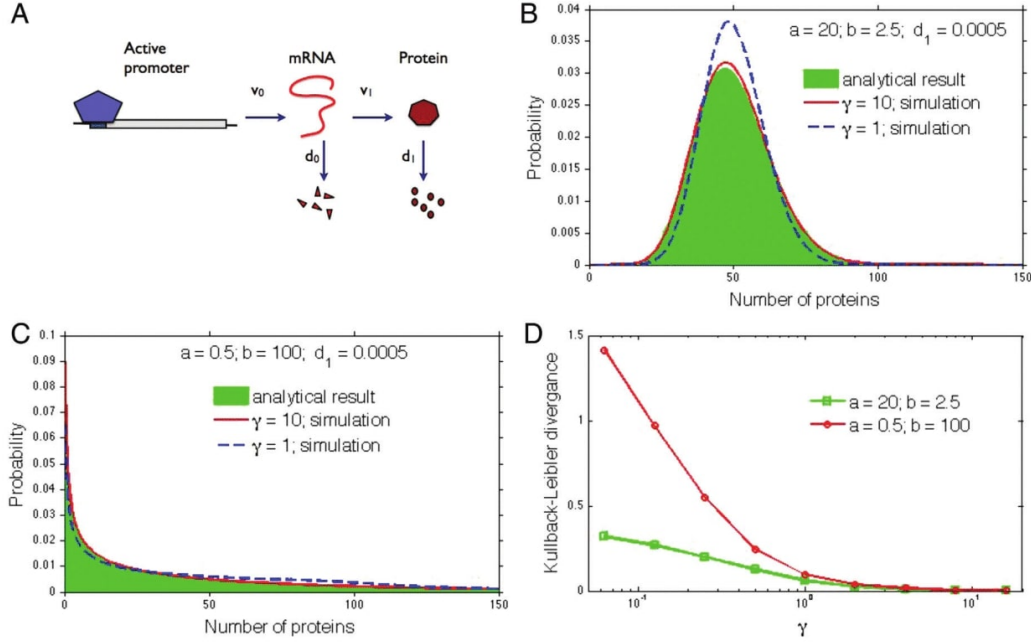 A
Active
promoter
mRNA
Protein
v0
v1
d0
d1
B
a = 20; b = 2.5; d1 = 0.0005
analytical result
γ = 10; simulation
γ = 1; simulation
Probability
0.04
0.035
0.03
0.025
0.02
0.015
0.01
0.005
0
0 50 100 150
Number of proteins
C
a = 0.5; b = 100; d1 = 0.0005
analytical result
γ = 10; simulation
γ = 1; simulation
Probability
0.1
0.09
0.08
0.07
0.06
0.05
0.04
0.03
0.02
0.01
0
0 50 100 150
Number of proteins
D
a = 20; b = 2.5
a = 0.5; b = 100
Kullback-Leibler divergance
1.5
1
0.5
0
10-1 100 101
γ